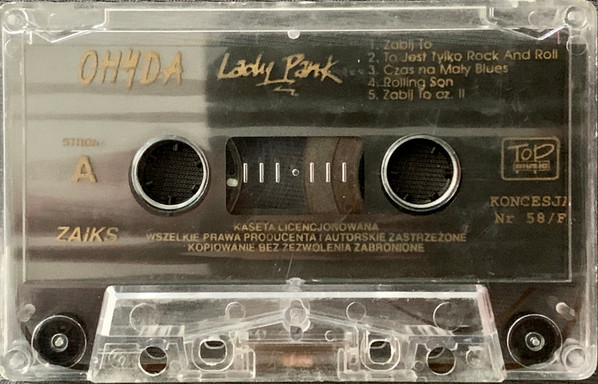 OHYDA Lady Pank
1. Zabij To
2. To Jest Tylko Rock And Roll
3. Czas na Mały Blues
4. Rolling Son
5. Zabij To cz. II
STRONA
A
TOP
music
KONCESJA
Nr 58/F
ZAIKS
KASETA LICENCJONOWANA
WSZELKIE PRAWA PRODUCENTA I AUTORSKIE ZASTRZEŻONE
KOPIOWANIE BEZ ZEZWOLENIA ZABRONIONE